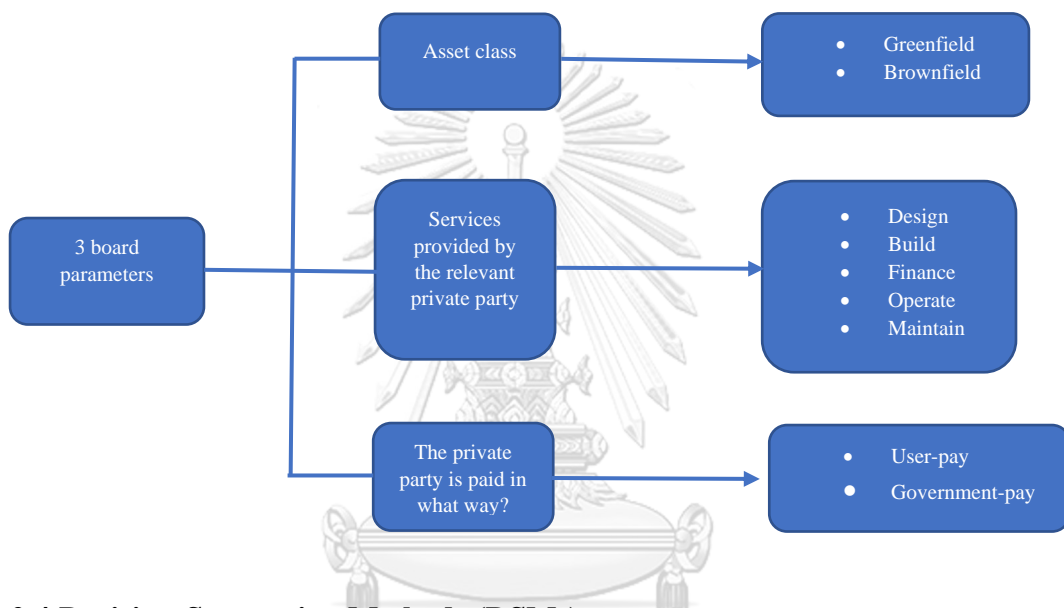 Asset class
• Greenfield
• Brownfield
3 board
parameters
Services
provided by
the relevant
private party
• Design
• Build
• Finance
• Operate
• Maintain
The private
party is paid in
what way?
• User-pay
• Government-pay